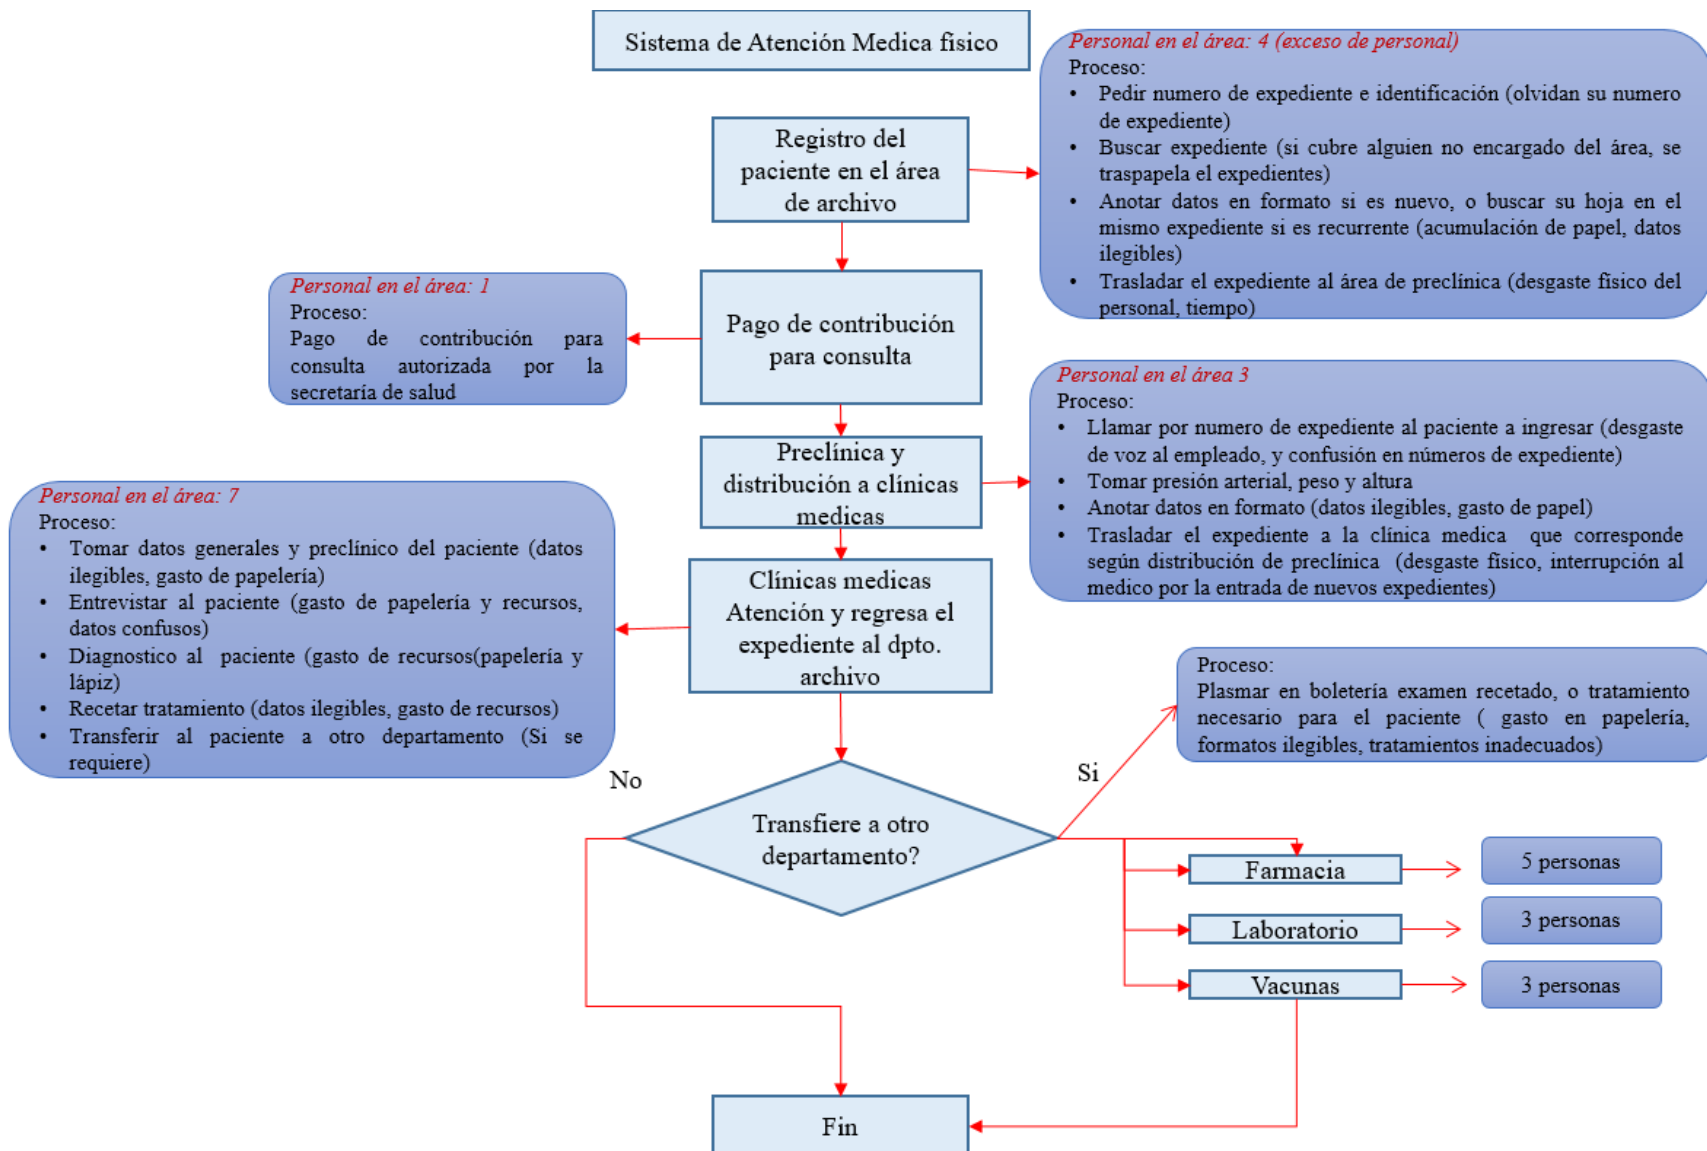 Sistema de Atención Medica físico
Personal en el área: 4 (exceso de personal)
Proceso:
• Pedir numero de expediente e identificación (olvidan su numero
de expediente)
• Buscar expediente (si cubre alguien no encargado del área, se
traspapela el expedientes)
• Anotar datos en formato si es nuevo, o buscar su hoja en el
mismo expediente si es recurrente (acumulación de papel, datos
ilegibles)
• Trasladar el expediente al área de preclínica (desgaste físico del
personal, tiempo)
Registro del
paciente en el área
de archivo
Personal en el área: 1
Proceso:
Pago de contribución para
consulta autorizada por la
secretaría de salud
Pago de contribución
para consulta
Personal en el área 3
Proceso:
• Llamar por numero de expediente al paciente a ingresar (desgaste
de voz al empleado, y confusión en números de expediente)
• Tomar presión arterial, peso y altura
• Anotar datos en formato (datos ilegibles, gasto de papel)
• Trasladar el expediente a la clínica medica que corresponde
según distribución de preclínica (desgaste físico, interrupción al
medico por la entrada de nuevos expedientes)
Preclínica y
distribución a clínicas
medicas
Personal en el área: 7
Proceso:
• Tomar datos generales y preclínico del paciente (datos
ilegibles, gasto de papelería)
• Entrevistar al paciente (gasto de papelería y recursos,
datos confusos)
• Diagnostico al paciente (gasto de recursos(papelería y
lápiz)
• Recetar tratamiento (datos ilegibles, gasto de recursos)
• Transferir al paciente a otro departamento (Si se
requiere)
Clínicas medicas
Atención y regresa el
expediente al dpto.
archivo
Proceso:
Plasmar en boletería examen recetado, o tratamiento
necesario para el paciente ( gasto en papelería,
formatos ilegibles, tratamientos inadecuados)
No
Si
Transfiere a otro
departamento?
Farmacia
5 personas
Laboratorio
3 personas
Vacunas
3 personas
Fin